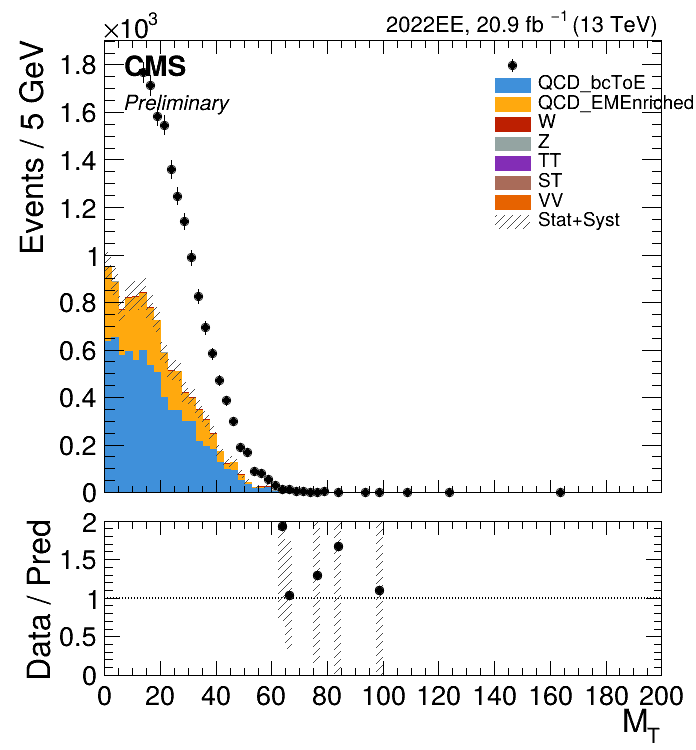 ×10³
2022EE, 20.9 fb⁻¹ (13 TeV)
CMS
Preliminary
Events / 5 GeV
1.8
1.6
1.4
1.2
1
0.8
0.6
0.4
0.2
0
QCD_bcToE
QCD_EMEnriched
W
Z
TT
ST
VV
Stat+Syst
Data / Pred
2
1.5
1
0.5
0
0 20 40 60 80 100 120 140 160 180 200
M_T